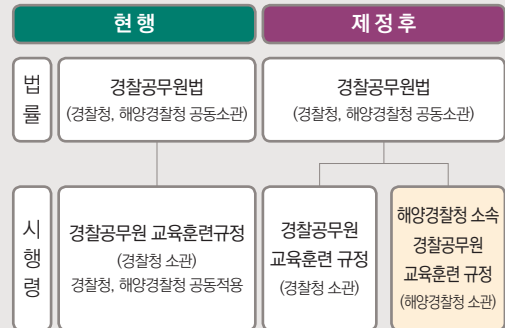 현행
제정후
법률
경찰공무원법
(경찰청, 해양경찰청 공동소관)
경찰공무원법
(경찰청, 해양경찰청 공동소관)
시행령
경찰공무원 교육훈련규정
(경찰청 소관)
경찰청, 해양경찰청 공동적용
경찰공무원
교육훈련 규정
(경찰청 소관)
해양경찰청 소속
경찰공무원
교육훈련 규정
(해양경찰청 소관)